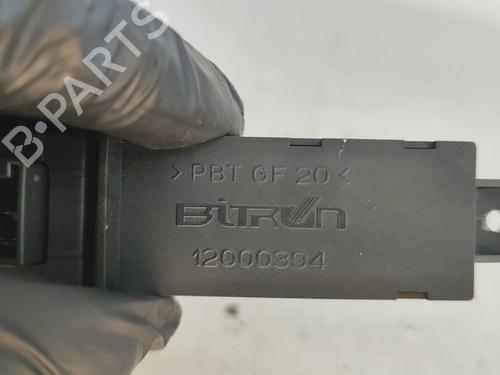 B-PARTS
>PBT GF 20<
BITRON
12000394